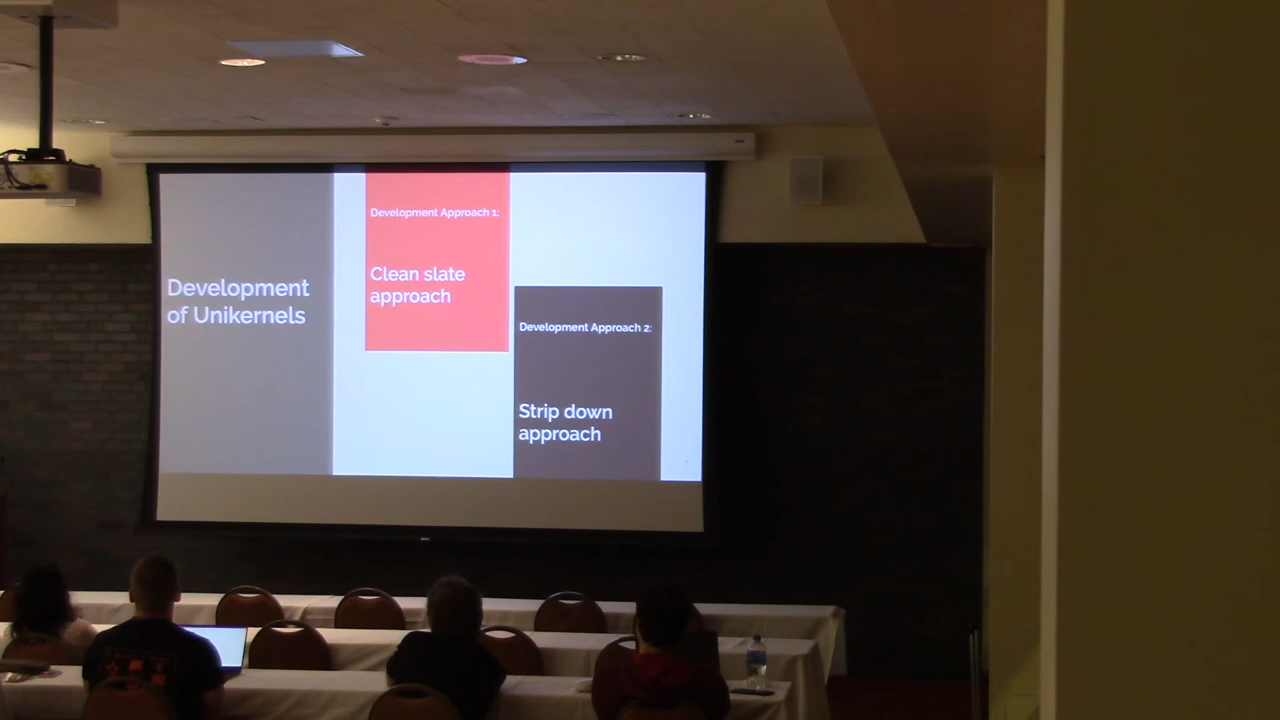 Development
of Unikernels
Development Approach 1:
Clean slate
approach
Development Approach 2:
Strip down
approach